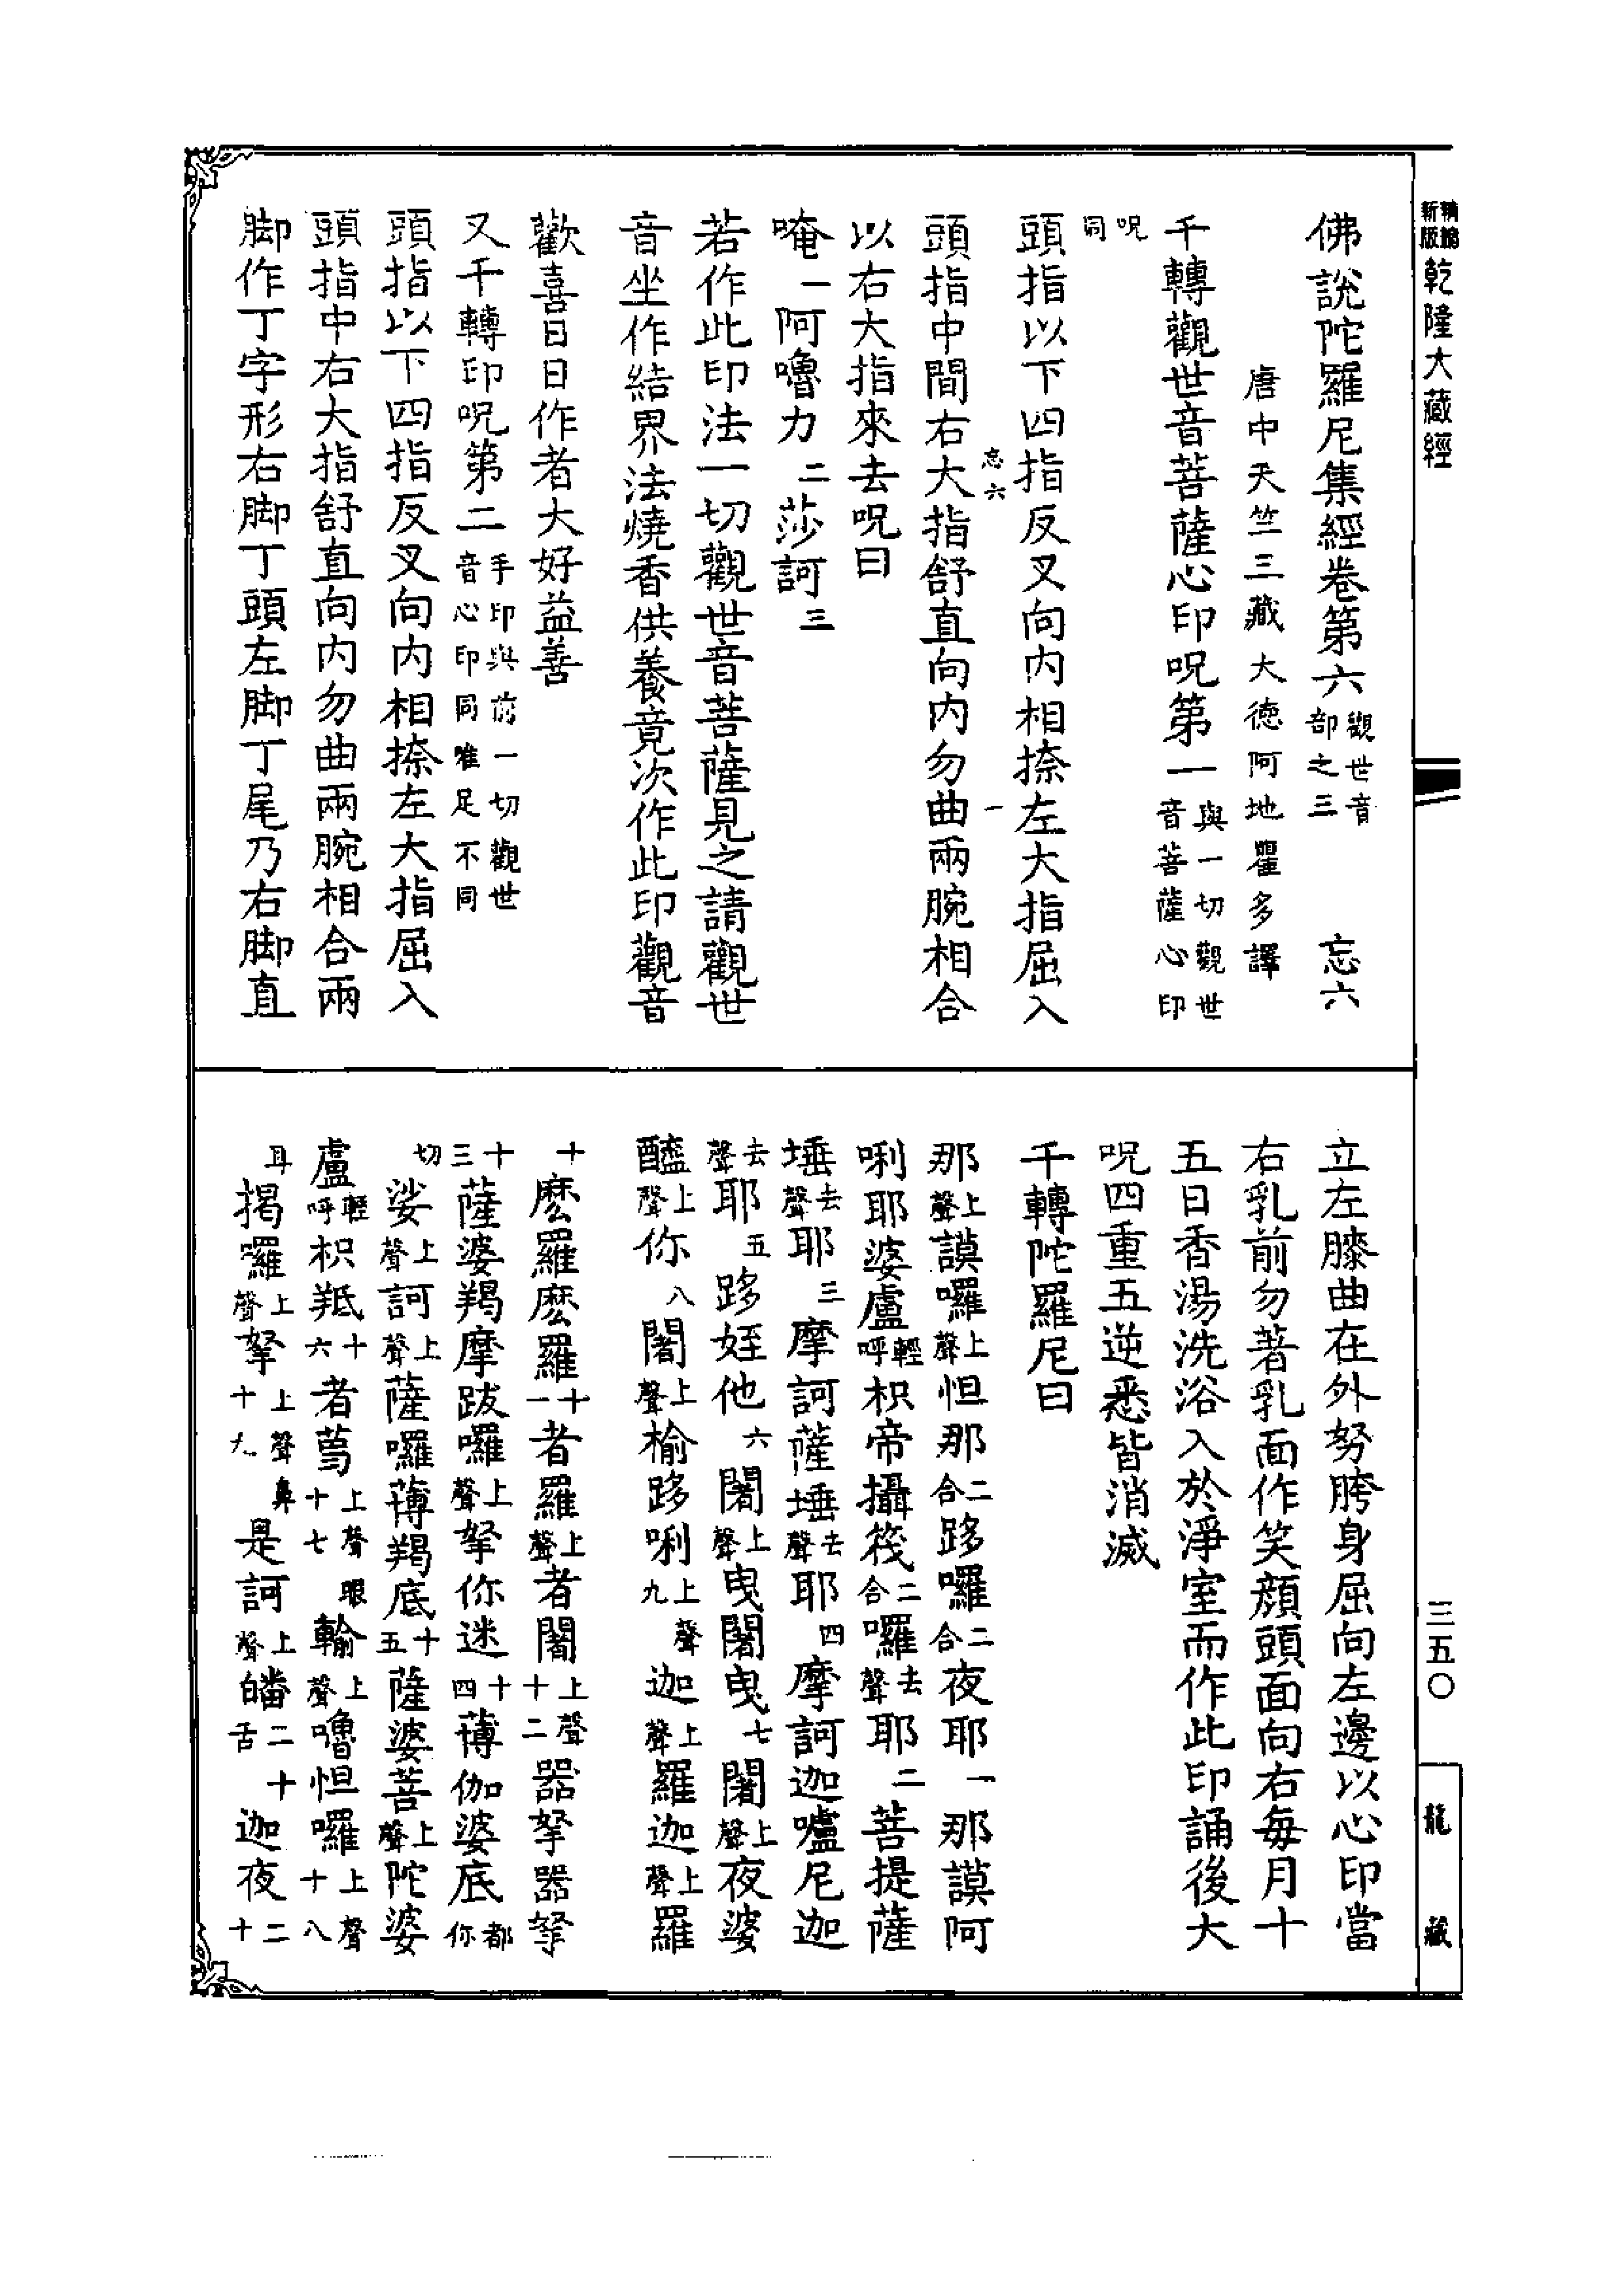 精編
新版
乾隆大藏經
佛說陀羅尼集經卷第六觀世音部之三 忘六
唐中天竺三藏大德阿地瞿多譯
千轉觀世音菩薩心印呪第一與一切觀世音菩薩心印
呪同
頭指以下四指反叉向內相捺左大指屈入
忘六 一
頭指中間右大指舒直向內勿曲兩腕相合
以右大指來去呪曰
唵一阿嚕力二莎訶三
若作此印法一切觀世音菩薩見之請觀世
音坐作結界法燒香供養竟次作此印觀音
歡喜日日作者大好益善
又千轉印呪第二手印與前一切觀世音心印同唯足不同
頭指以下四指反叉向內相捺左大指屈入
頭指中右大指舒直向內勿曲兩腕相合兩
脚作丁字形右脚丁頭左脚丁尾乃右脚直
立左膝曲在外努胯身屈向左邊以心印當
右乳前勿著乳面作笑顏頭面向右每月十
五日香湯洗浴入於淨室而作此印誦後大
呪四重五逆悉皆消滅
千轉陀羅尼曰
那上聲謨囉上聲怛那二合跢囉二合夜耶一那謨阿
唎耶婆盧輕呼枳帝攝筏二合囉去聲耶二菩提薩
埵去聲耶三摩訶薩埵去聲耶四摩訶迦嚧尼迦
去聲耶五跢姪他六闍上聲曳闍曳七闍上聲夜婆
醯上聲你八闍上聲榆跢唎上聲九迦上聲羅迦上聲羅
十麽羅麽羅十一者羅上聲者闍上聲十二器拏器拏
十三薩婆羯摩跋囉上聲拏你迷十四薄伽婆底都你
切娑上聲訶上聲薩囉薄羯底十五薩婆菩上聲陀婆
盧輕呼枳羝十六者蒭上聲十七眼輸上聲嚕怛囉上聲十八
耳揭囉上聲拏上聲十九鼻是訶上聲皤二十舌迦夜二十
三五〇
龍藏